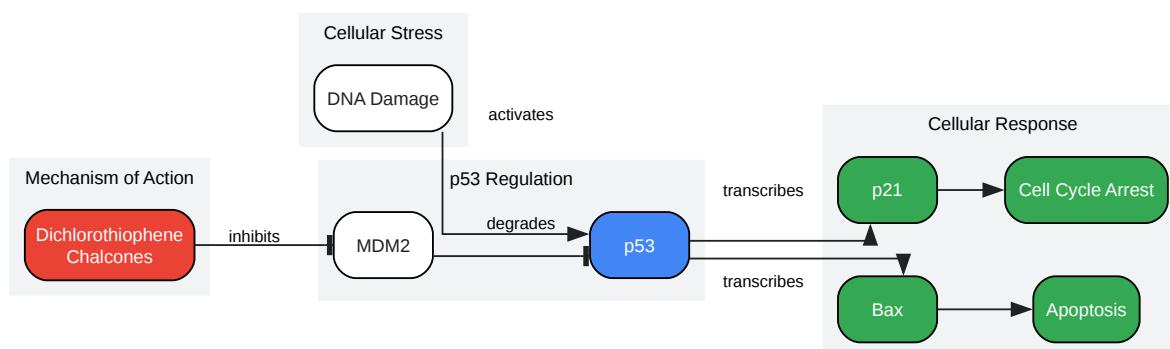 Cellular Stress
DNA Damage
activates
Mechanism of Action
Dichlorothiophene
Chalcones
inhibits
p53 Regulation
MDM2
degrades
p53
transcribes
transcribes
Cellular Response
p21
Cell Cycle Arrest
Bax
Apoptosis